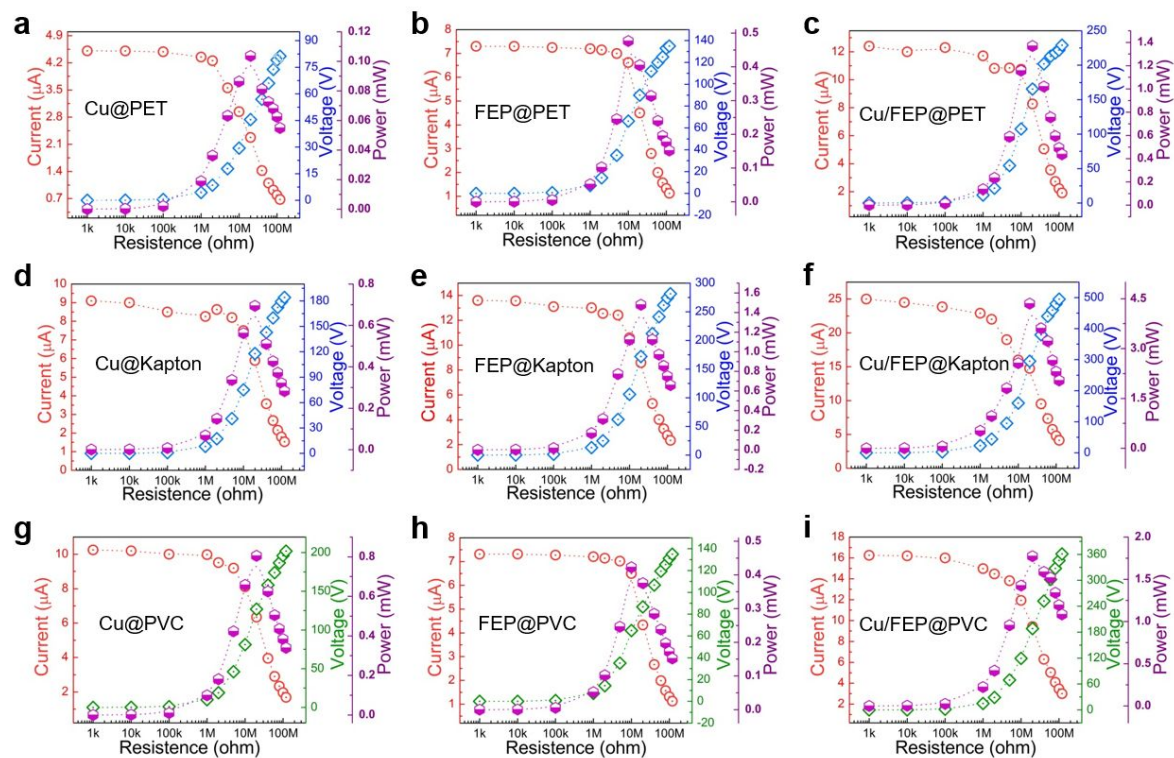 a
4.9
4.2
3.5
2.8
2.1
1.4
0.7
Current (μA)
Cu@PET
90
75
60
45
30
15
0
Voltage (V)
0.12
0.10
0.08
0.06
0.04
0.02
0.00
Power (mW)
1k 10k 100k 1M 10M 100M
Resistence (ohm)
b
8
7
6
5
4
3
2
1
Current (μA)
FEP@PET
140
120
100
80
60
40
20
0
-20
Voltage (V)
0.5
0.4
0.3
0.2
0.1
0.0
Power (mW)
1k 10k 100k 1M 10M 100M
Resistence (ohm)
c
12
10
8
6
4
2
Current (μA)
Cu/FEP@PET
250
200
150
100
50
0
Voltage (V)
1.4
1.2
1.0
0.8
0.6
0.4
0.2
0.0
Power (mW)
1k 10k 100k 1M 10M 100M
Resistence (ohm)
d
10
9
8
7
6
5
4
3
2
1
0
Current (μA)
Cu@Kapton
180
150
120
90
60
30
0
Voltage (V)
0.8
0.6
0.4
0.2
0.0
Power (mW)
1k 10k 100k 1M 10M 100M
Resistence (ohm)
e
14
12
10
8
6
4
2
0
Current (μA)
FEP@Kapton
300
250
200
150
100
50
0
Voltage (V)
1.6
1.4
1.2
1.0
0.8
0.6
0.4
0.2
0.0
-0.2
Power (mW)
1k 10k 100k 1M 10M 100M
Resistence (ohm)
f
25
20
15
10
5
0
Current (μA)
Cu/FEP@Kapton
500
400
300
200
100
0
Voltage (V)
4.5
3.0
1.5
0.0
Power (mW)
1k 10k 100k 1M 10M 100M
Resistence (ohm)
g
10
8
6
4
2
Current (μA)
Cu@PVC
200
150
100
50
0
Voltage (V)
0.8
0.6
0.4
0.2
0.0
Power (mW)
1k 10k 100k 1M 10M 100M
Resistence (ohm)
h
8
7
6
5
4
3
2
1
Current (μA)
FEP@PVC
140
120
100
80
60
40
20
0
-20
Voltage (V)
0.5
0.4
0.3
0.2
0.1
0.0
Power (mW)
1k 10k 100k 1M 10M 100M
Resistence (ohm)
i
18
16
14
12
10
8
6
4
2
Current (μA)
Cu/FEP@PVC
360
300
240
180
120
60
0
Voltage (V)
2.0
1.5
1.0
0.5
0.0
Power (mW)
1k 10k 100k 1M 10M 100M
Resistence (ohm)